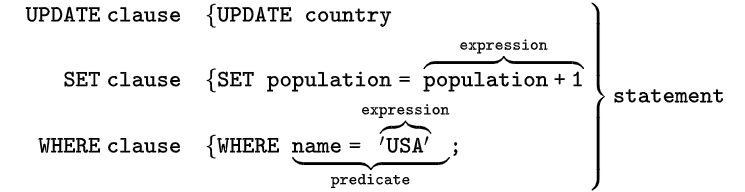 UPDATE clause {UPDATE country
expression
SET clause {SET population = population + 1
statement
expression
WHERE clause {WHERE name = 'USA' ;
predicate